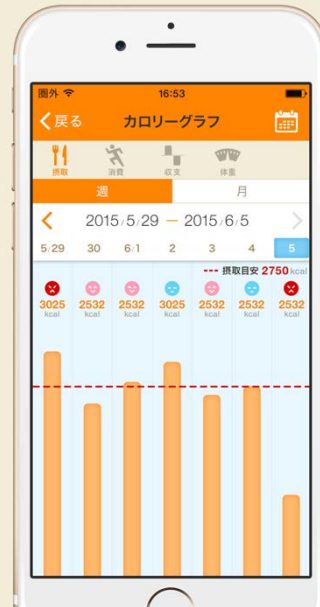 圏外 16:53
戻る カロリーグラフ
摂取 消費 収支 体重
週 月
2015/5/29 − 2015/6/5
5/29 30 6/1 2 3 4 5
--- 摂取目安 2750 kcal
3025 2532 2532 3025 2532 2532 2532
kcal kcal kcal kcal kcal kcal kcal